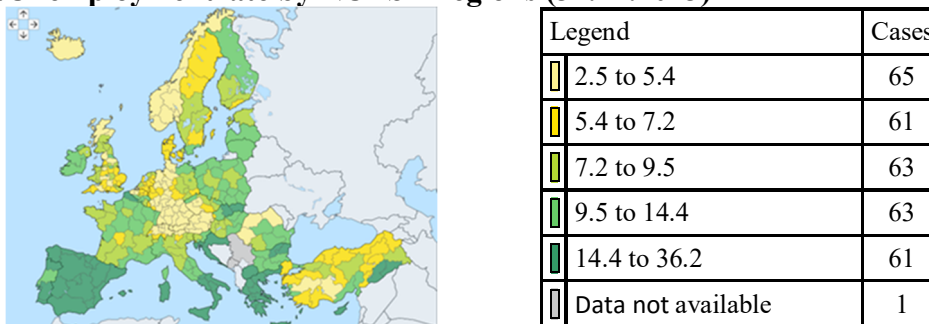 Legend Cases
2.5 to 5.4 65
5.4 to 7.2 61
7.2 to 9.5 63
9.5 to 14.4 63
14.4 to 36.2 61
Data not available 1